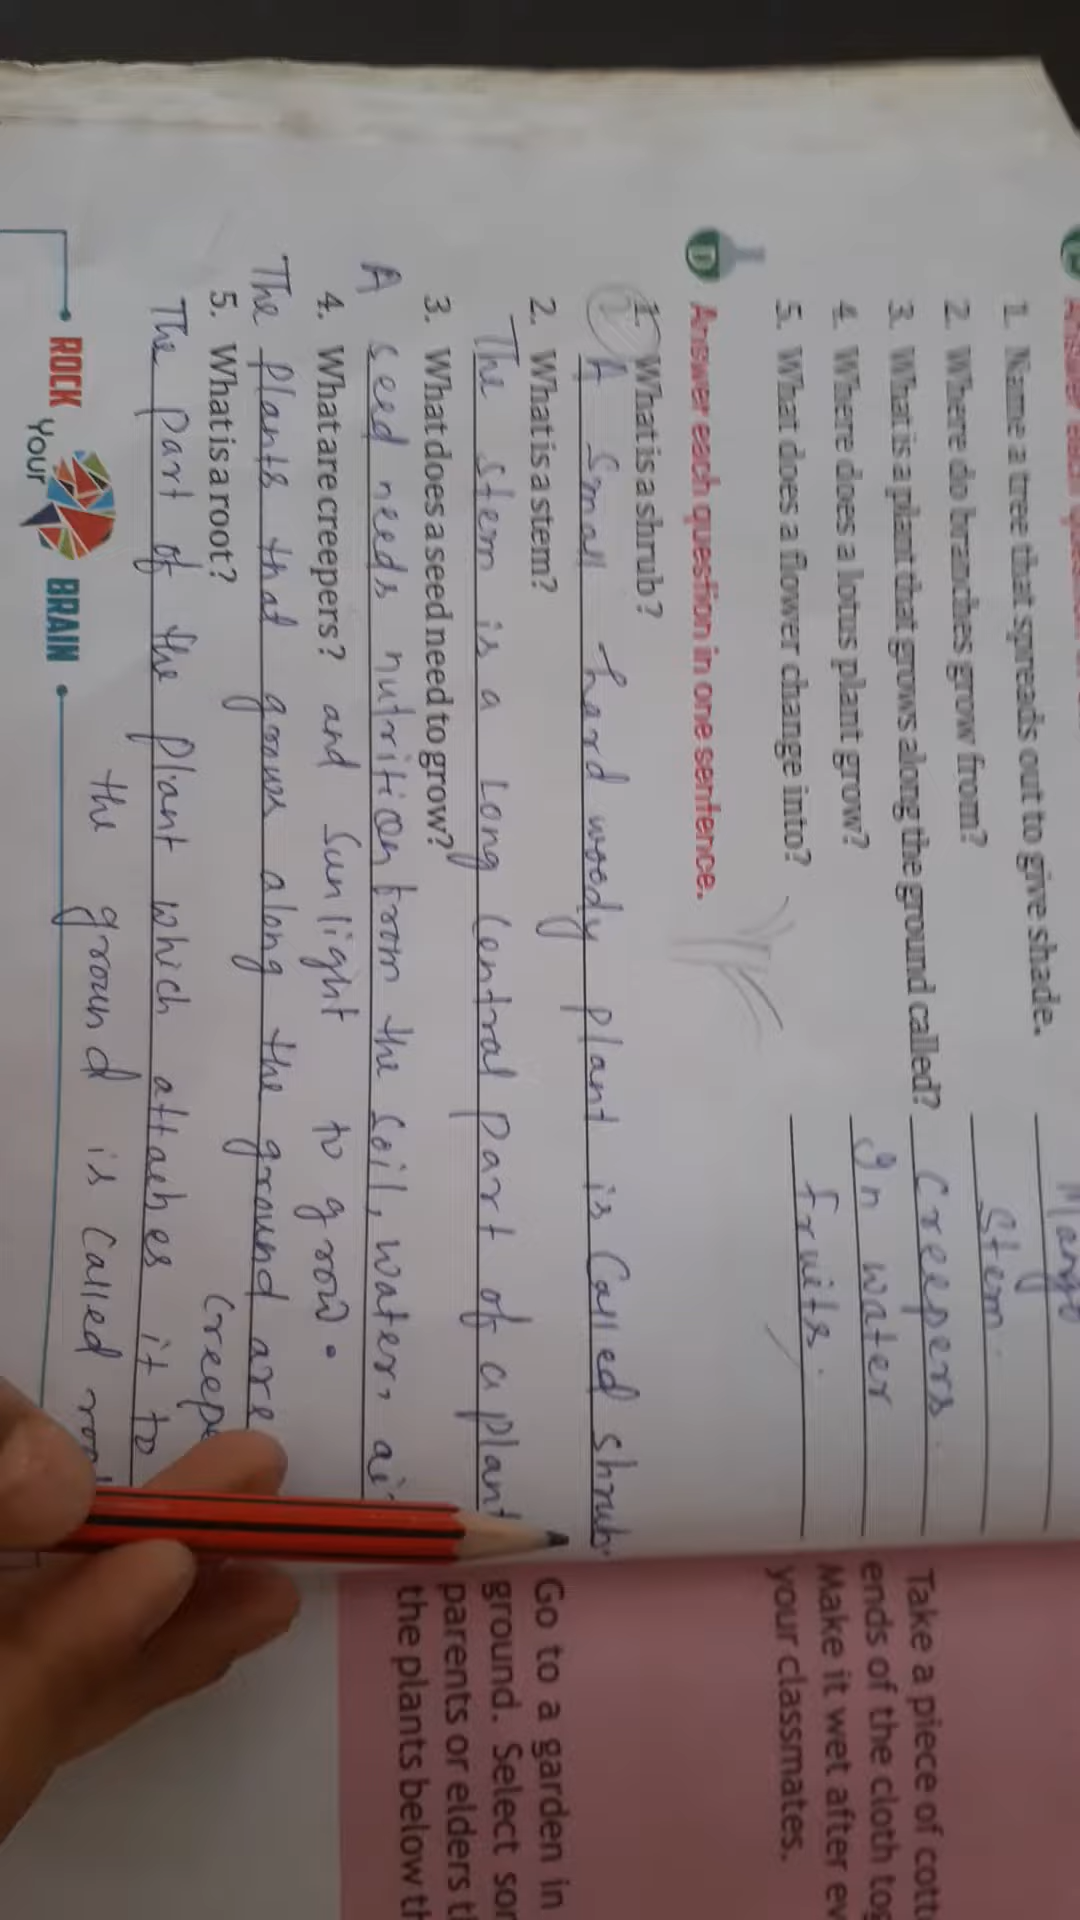 Answer each
1. Name a tree that spreads out to give shade. Mango
2. Where do branches grow from? Stem.
3. What is a plant that grows along the ground called? Creepers.
4. Where does a lotus plant grow? In water
5. What does a flower change into? fruits.
D Answer each question in one sentence.
1. What is a shrub?
A small hard woody plant is called shrub.
2. What is a stem?
The stem is a long central part of a plant
3. What does a seed need to grow?
A seed needs nutrition from the soil, water, ai
4. What are creepers? and sunlight to grow.
The plants that grows along the ground are
5. What is a root? creep
The part of the plant which attaches it to
the ground is called
ROCK
YOUR
BRAIN
Take a piece of cott
ends of the cloth tog
Make it wet after ev
your classmates.
Go to a garden in
ground. Select so
parents or elders t
the plants below th